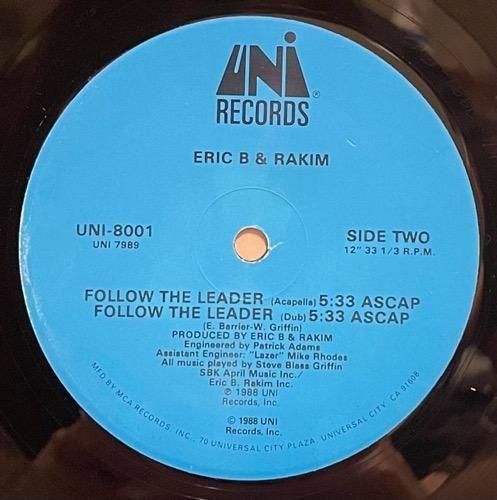 UNI
RECORDS®
ERIC B & RAKIM
UNI-8001
UNI 7989
SIDE TWO
12" 33 1/3 R.P.M.
FOLLOW THE LEADER (Acapella) 5:33 ASCAP
FOLLOW THE LEADER (Dub) 5:33 ASCAP
(E. Barrier-W. Griffin)
PRODUCED BY ERIC B & RAKIM
Engineered by Patrick Adams
Assistant Engineer: "Lazer" Mike Rhodes
All music played by Steve Blass Griffin
SBK April Music Inc./
Eric B. Rakim Inc.
℗ 1988 UNI
Records, Inc.
© 1988 UNI
Records, Inc.
MFD BY MCA RECORDS, INC., 70 UNIVERSAL CITY PLAZA, UNIVERSAL CITY, CA 91608